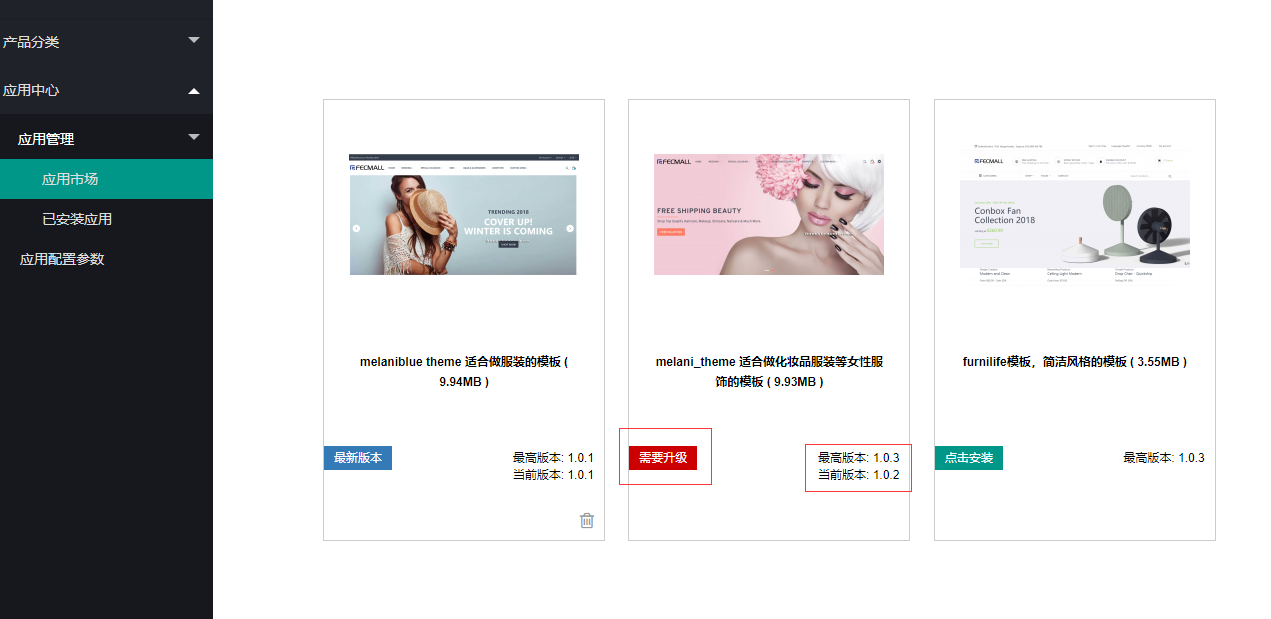 产品分类
应用中心
应用管理
应用市场
已安装应用
应用配置参数
FECMALL
TRENDING 2018
COVER UP!
WINTER IS COMING
SHOP NOW
melaniblue theme 适合做服装的模板 (
9.94MB )
最新版本
最高版本: 1.0.1
当前版本: 1.0.1
FECMALL
FREE SHIPPING BEAUTY
melani_theme 适合做化妆品服装等女性服
饰的模板 ( 9.93MB )
需要升级
最高版本: 1.0.3
当前版本: 1.0.2
FECMALL
Conbox Fan
Collection 2018
Modern and Clean
Ceiling Light Modern
furnilife模板，简洁风格的模板 ( 3.55MB )
点击安装
最高版本: 1.0.3